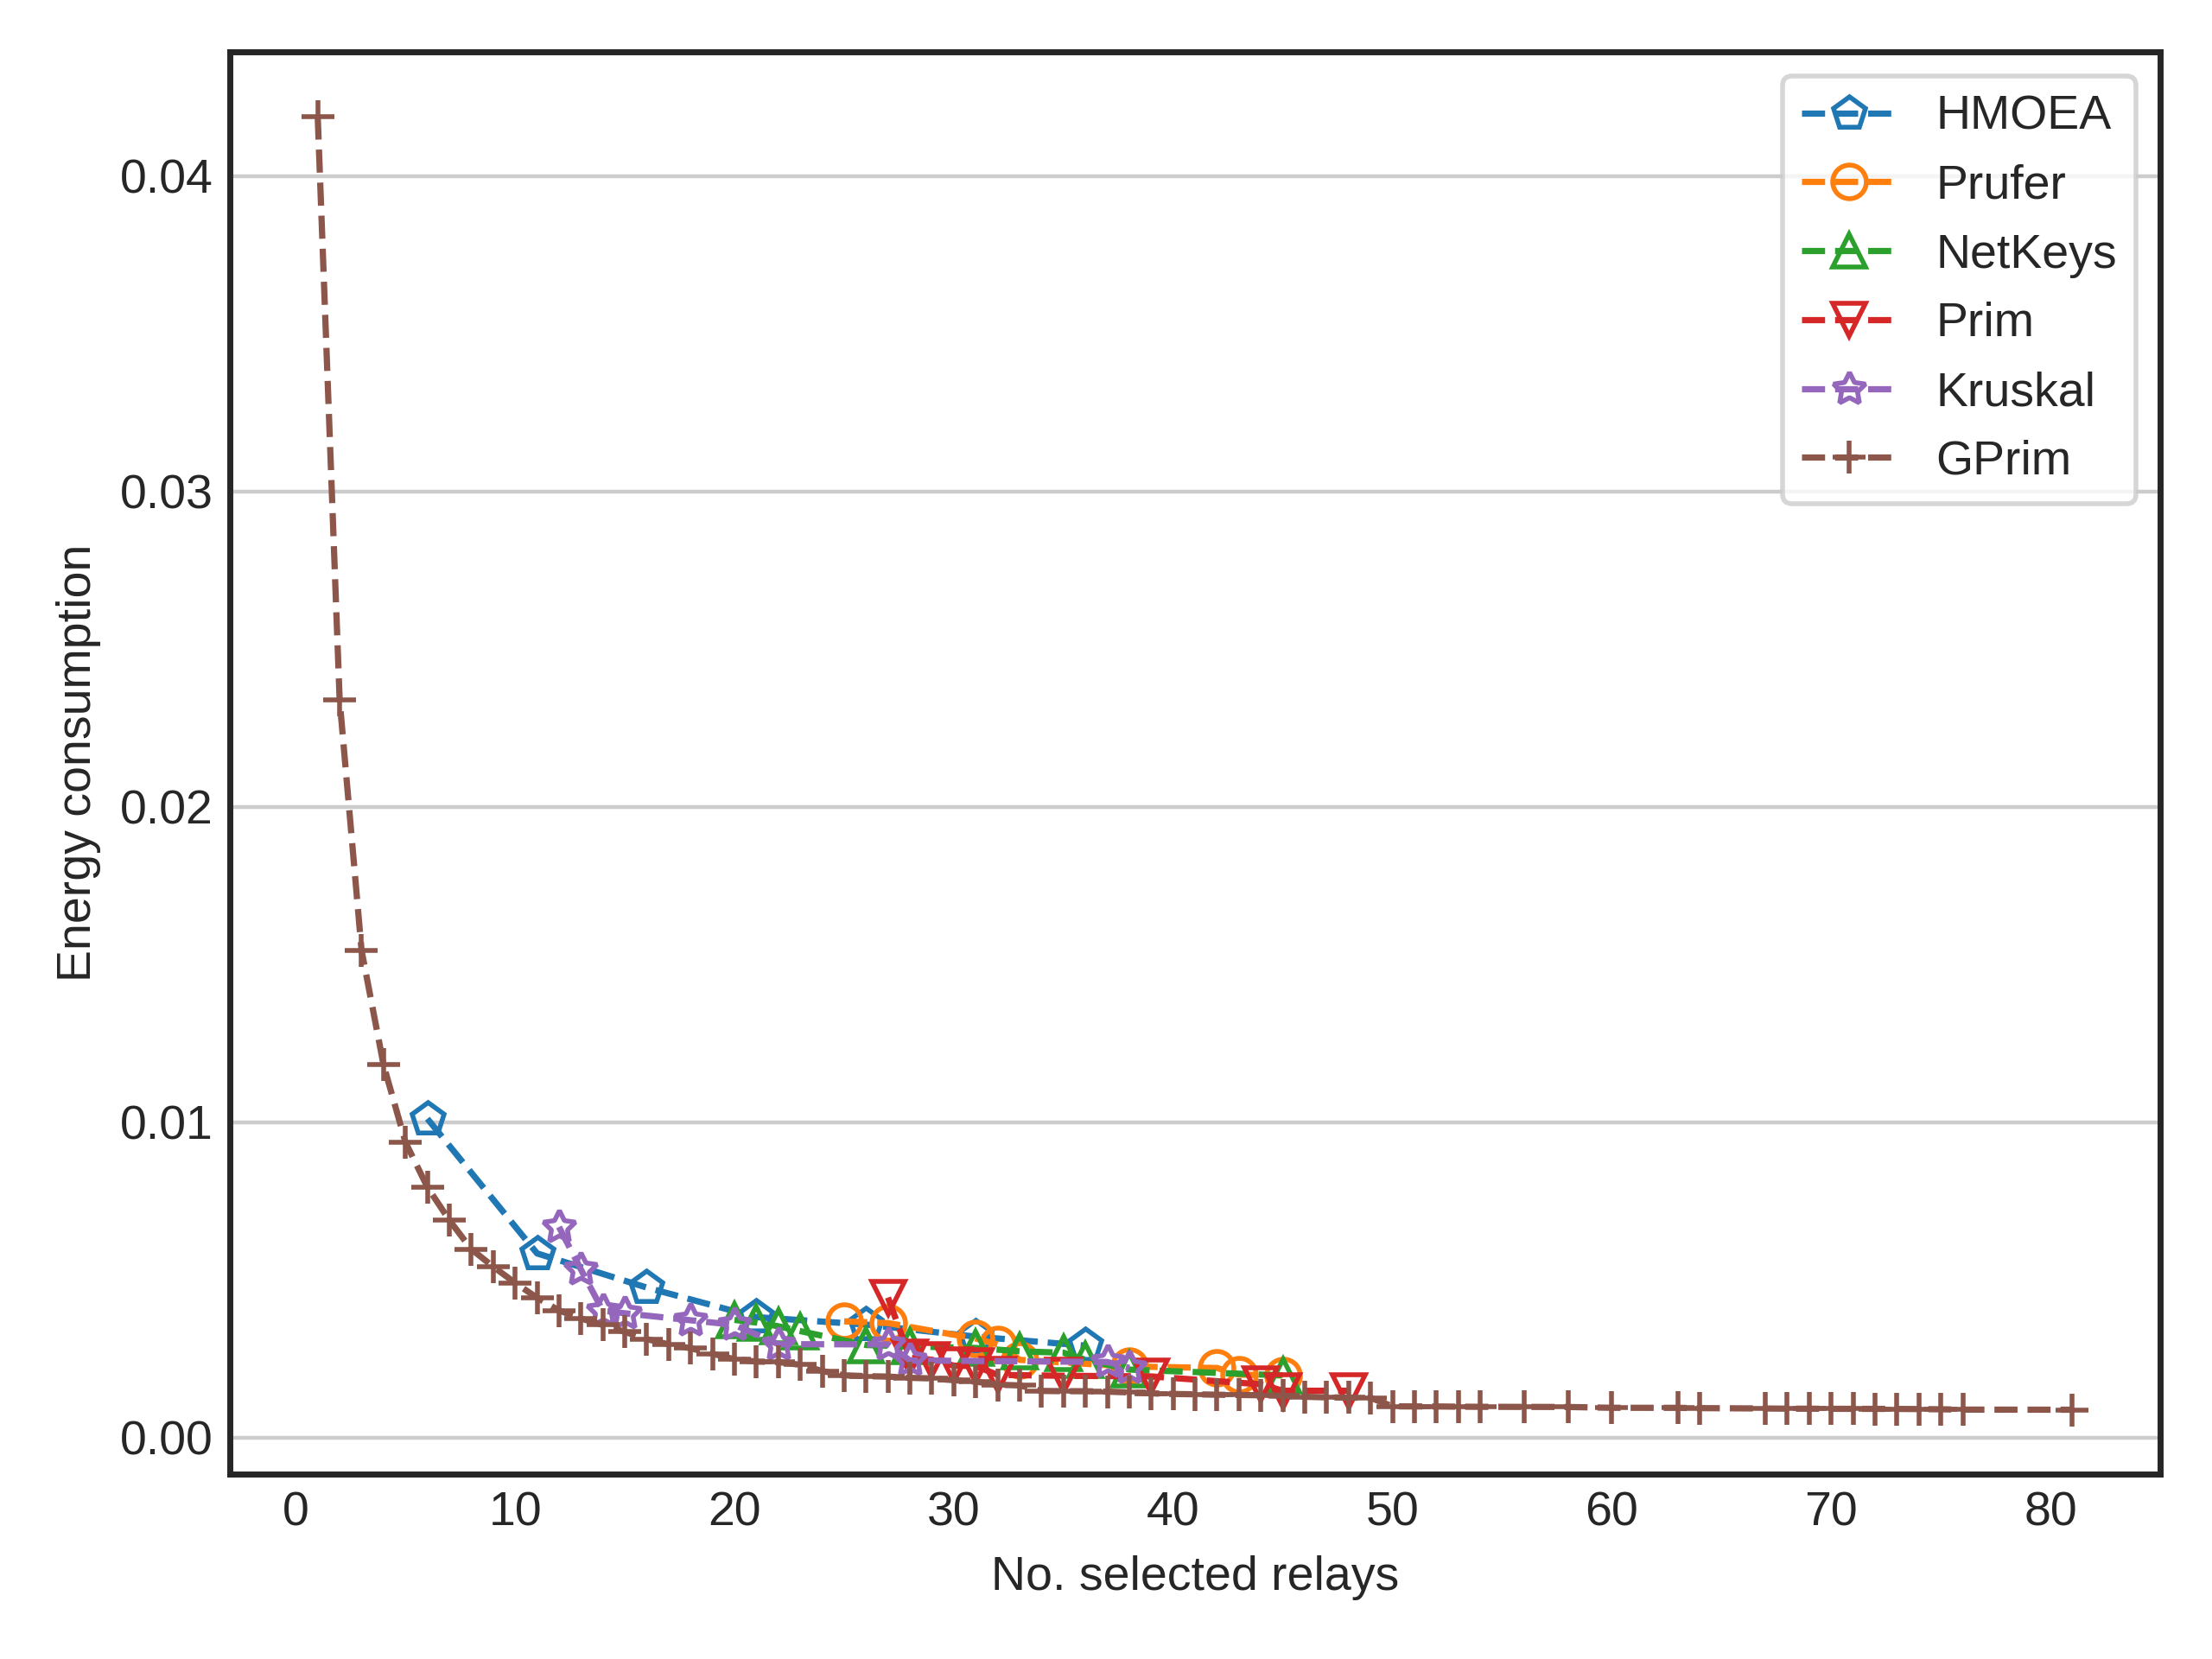 HMOEA
Prufer
NetKeys
Prim
Kruskal
GPrim
0.04
0.03
0.02
0.01
0.00
Energy consumption
0 10 20 30 40 50 60 70 80
No. selected relays